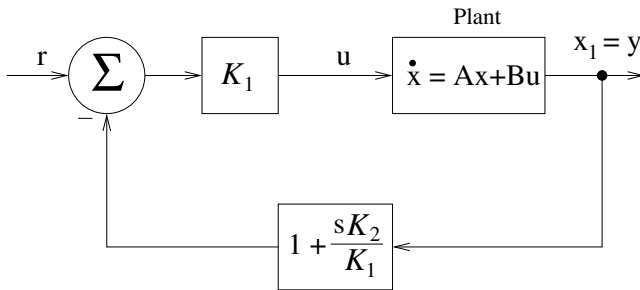 Plant
r
Σ
−
K₁
u
ẋ = Ax+Bu
x₁ = y
1 + sK₂/K₁